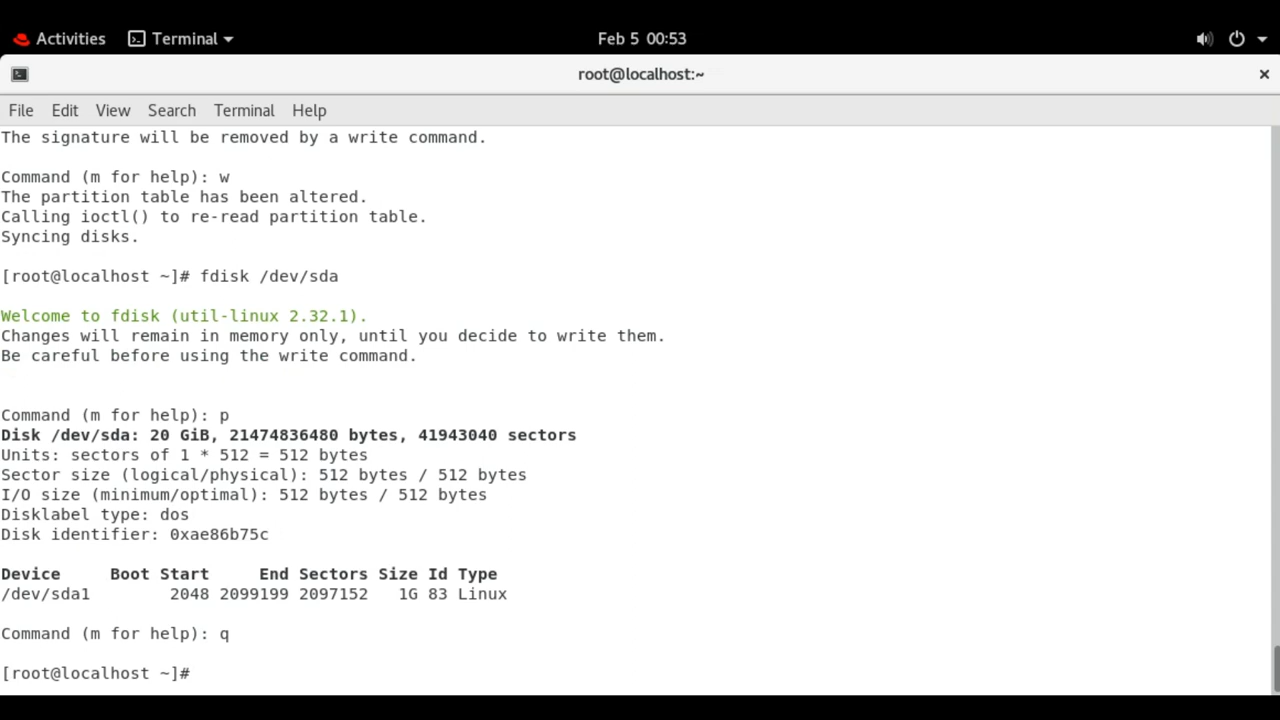 Activities Terminal Feb 5 00:53
root@localhost:~ ×
File Edit View Search Terminal Help
The signature will be removed by a write command.
Command (m for help): w
The partition table has been altered.
Calling ioctl() to re-read partition table.
Syncing disks.
[root@localhost ~]# fdisk /dev/sda
Welcome to fdisk (util-linux 2.32.1).
Changes will remain in memory only, until you decide to write them.
Be careful before using the write command.
Command (m for help): p
Disk /dev/sda: 20 GiB, 21474836480 bytes, 41943040 sectors
Units: sectors of 1 * 512 = 512 bytes
Sector size (logical/physical): 512 bytes / 512 bytes
I/O size (minimum/optimal): 512 bytes / 512 bytes
Disklabel type: dos
Disk identifier: 0xae86b75c
Device     Boot Start     End Sectors Size Id Type
/dev/sda1        2048 2099199 2097152   1G 83 Linux
Command (m for help): q
[root@localhost ~]#